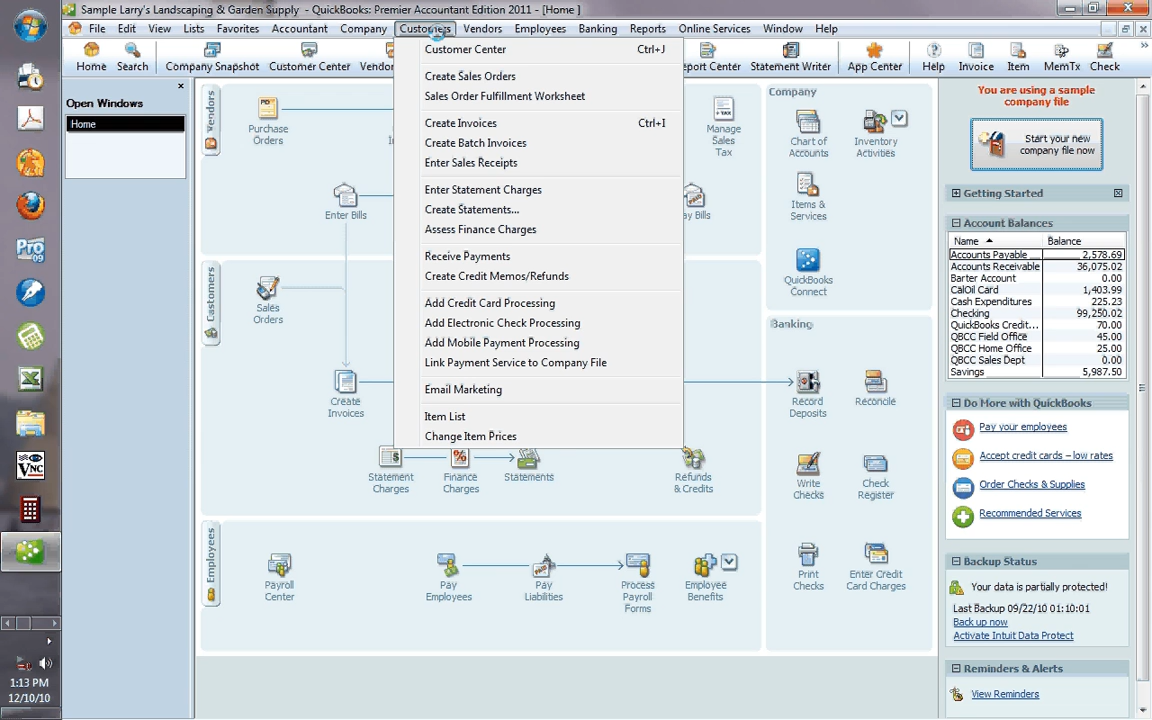 Sample Larry's Landscaping & Garden Supply - QuickBooks: Premier Accountant Edition 2011 - [Home ]
File Edit View Lists Favorites Accountant Company Customers Vendors Employees Banking Reports Online Services Window Help
Home Search Company Snapshot Customer Center Vendo port Center Statement Writer App Center Help Invoice Item MemTx Check
Open Windows
Home
Customer Center Ctrl+J
Create Sales Orders
Sales Order Fulfillment Worksheet
Create Invoices Ctrl+I
Create Batch Invoices
Enter Sales Receipts
Enter Statement Charges
Create Statements...
Assess Finance Charges
Receive Payments
Create Credit Memos/Refunds
Add Credit Card Processing
Add Electronic Check Processing
Add Mobile Payment Processing
Link Payment Service to Company File
Email Marketing
Item List
Change Item Prices
Vendors
Purchase
Orders
Manage
Sales
Tax
Enter Bills
ay Bills
Customers
Sales
Orders
Create
Invoices
Statement
Charges
Finance
Charges
Statements
Refunds
& Credits
Employees
Payroll
Center
Pay
Employees
Pay
Liabilities
Process
Payroll
Forms
Employee
Benefits
Company
Chart of
Accounts
Inventory
Activities
Items &
Services
QuickBooks
Connect
Banking
Record
Deposits
Reconcile
Write
Checks
Check
Register
Print
Checks
Enter Credit
Card Charges
You are using a sample
company file
Start your new
company file now
Getting Started
Account Balances
Name Balance
Accounts Payable 2,578.69
Accounts Receivable 36,075.02
Barter Account 0.00
CalOil Card 1,403.99
Cash Expenditures 225.23
Checking 99,250.02
QuickBooks Credit... 70.00
QBCC Field Office 45.00
QBCC Home Office 25.00
QBCC Sales Dept 0.00
Savings 5,987.50
Do More with QuickBooks
Pay your employees
Accept credit cards – low rates
Order Checks & Supplies
Recommended Services
Backup Status
Your data is partially protected!
Last Backup 09/22/10 01:10:01
Back up now
Activate Intuit Data Protect
Reminders & Alerts
View Reminders
Pro
09
VNC
1:13 PM
12/10/10